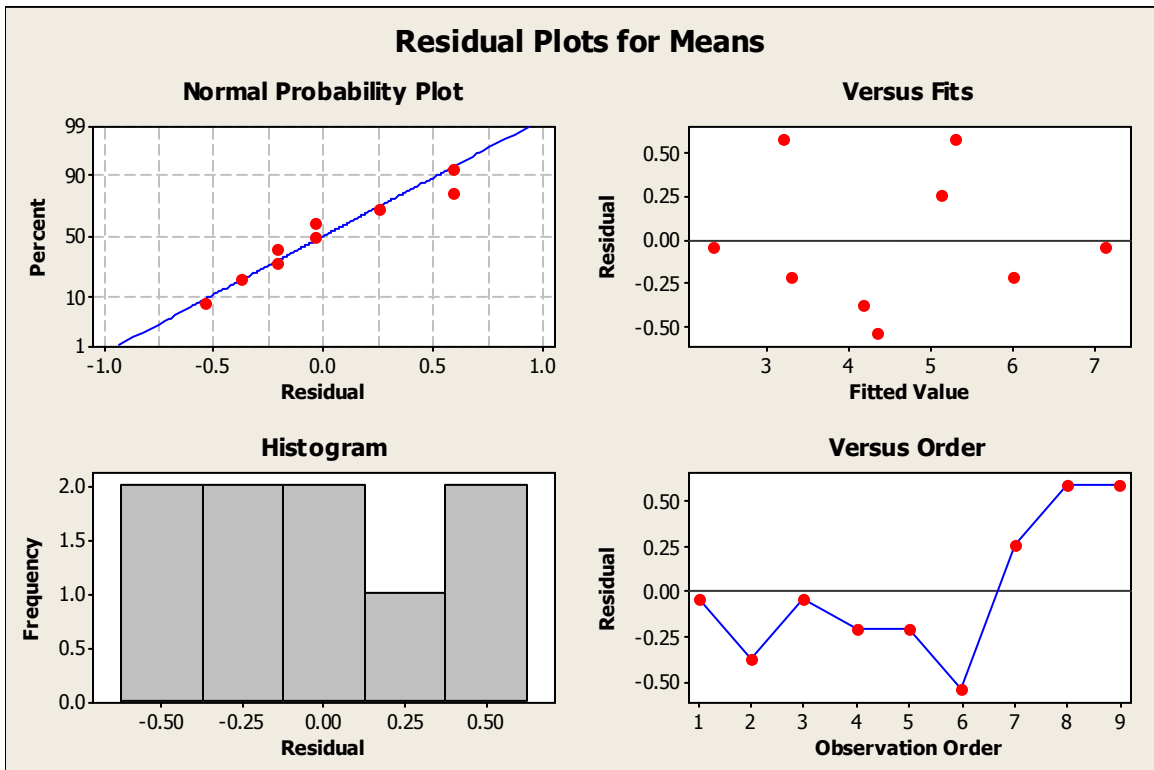 Residual Plots for Means
Normal Probability Plot
99
90
50
10
1
Percent
-1.0 -0.5 0.0 0.5 1.0
Residual
Versus Fits
0.50
0.25
0.00
-0.25
-0.50
Residual
3 4 5 6 7
Fitted Value
Histogram
2.0
1.5
1.0
0.5
0.0
Frequency
-0.50 -0.25 0.00 0.25 0.50
Residual
Versus Order
0.50
0.25
0.00
-0.25
-0.50
Residual
1 2 3 4 5 6 7 8 9
Observation Order